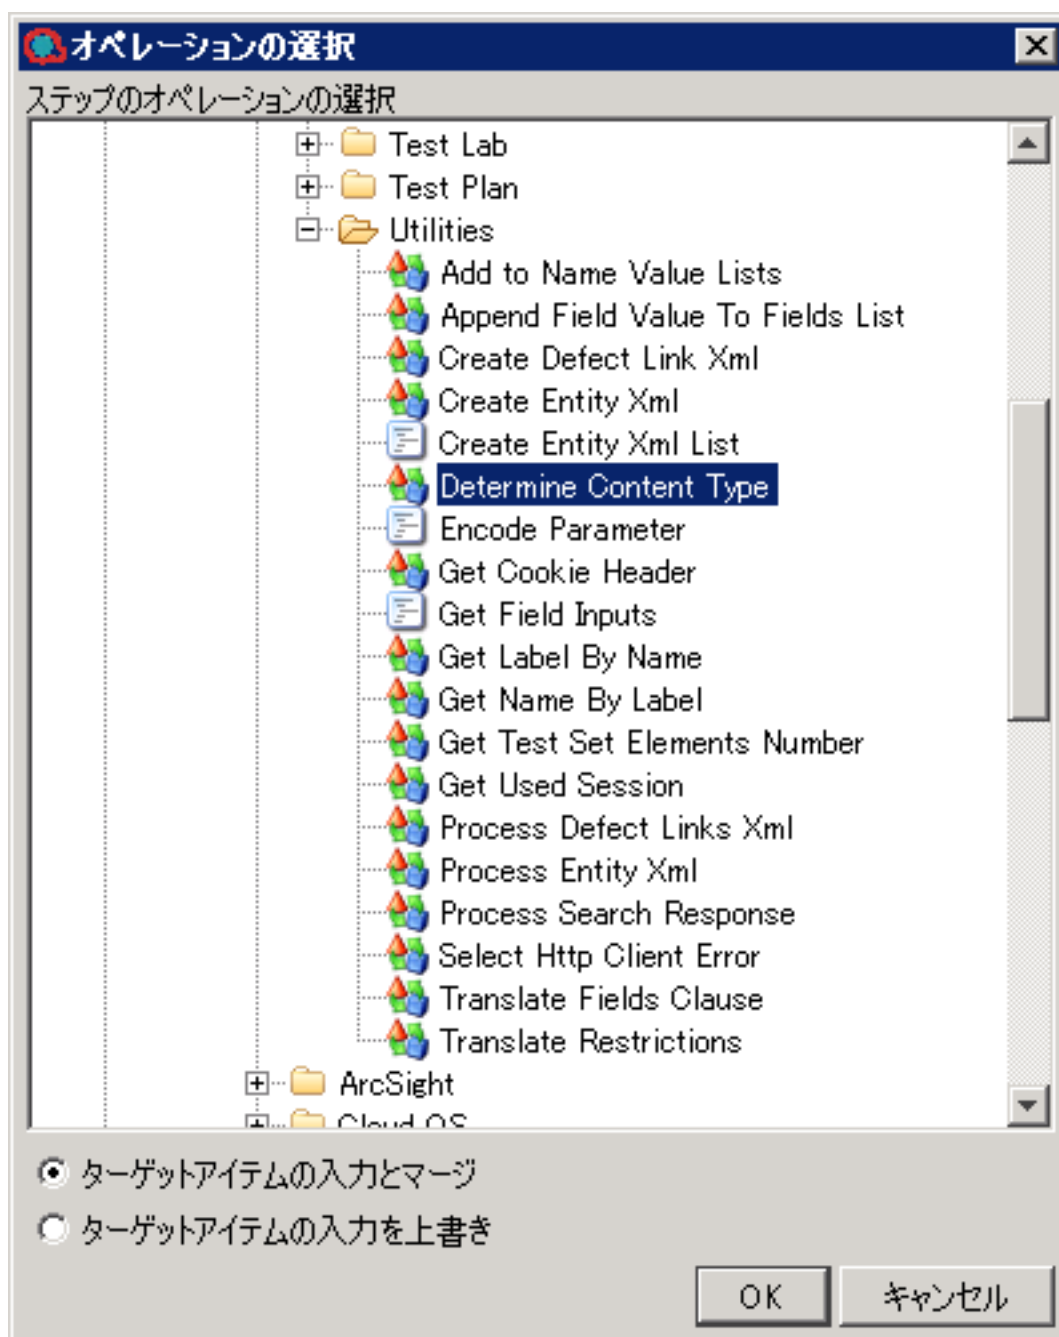 オペレーションの選択
ステップのオペレーションの選択
Test Lab
Test Plan
Utilities
Add to Name Value Lists
Append Field Value To Fields List
Create Defect Link Xml
Create Entity Xml
Create Entity Xml List
Determine Content Type
Encode Parameter
Get Cookie Header
Get Field Inputs
Get Label By Name
Get Name By Label
Get Test Set Elements Number
Get Used Session
Process Defect Links Xml
Process Entity Xml
Process Search Response
Select Http Client Error
Translate Fields Clause
Translate Restrictions
ArcSight
Cloud OS
ターゲットアイテムの入力とマージ
ターゲットアイテムの入力を上書き
OK
キャンセル